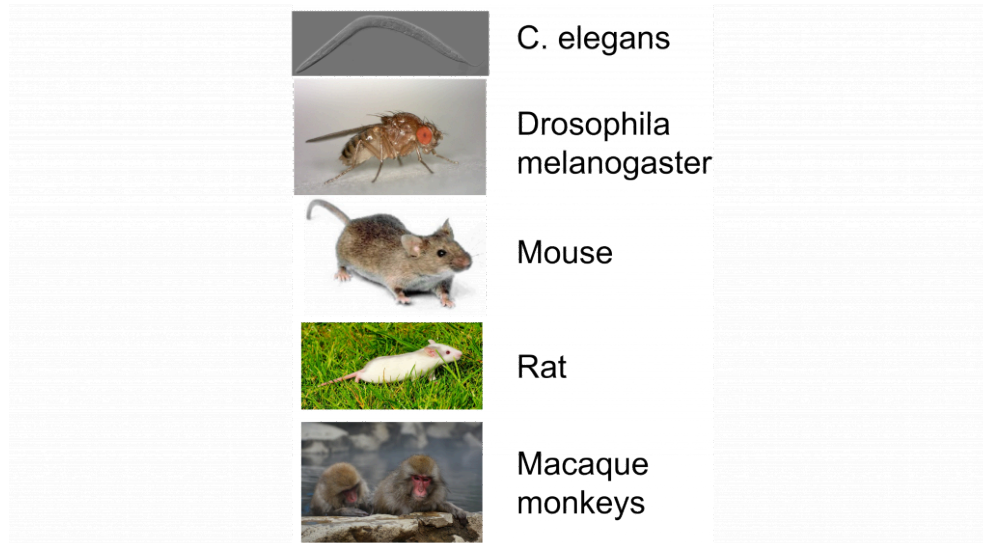 C. elegans
Drosophila
melanogaster
Mouse
Rat
Macaque
monkeys